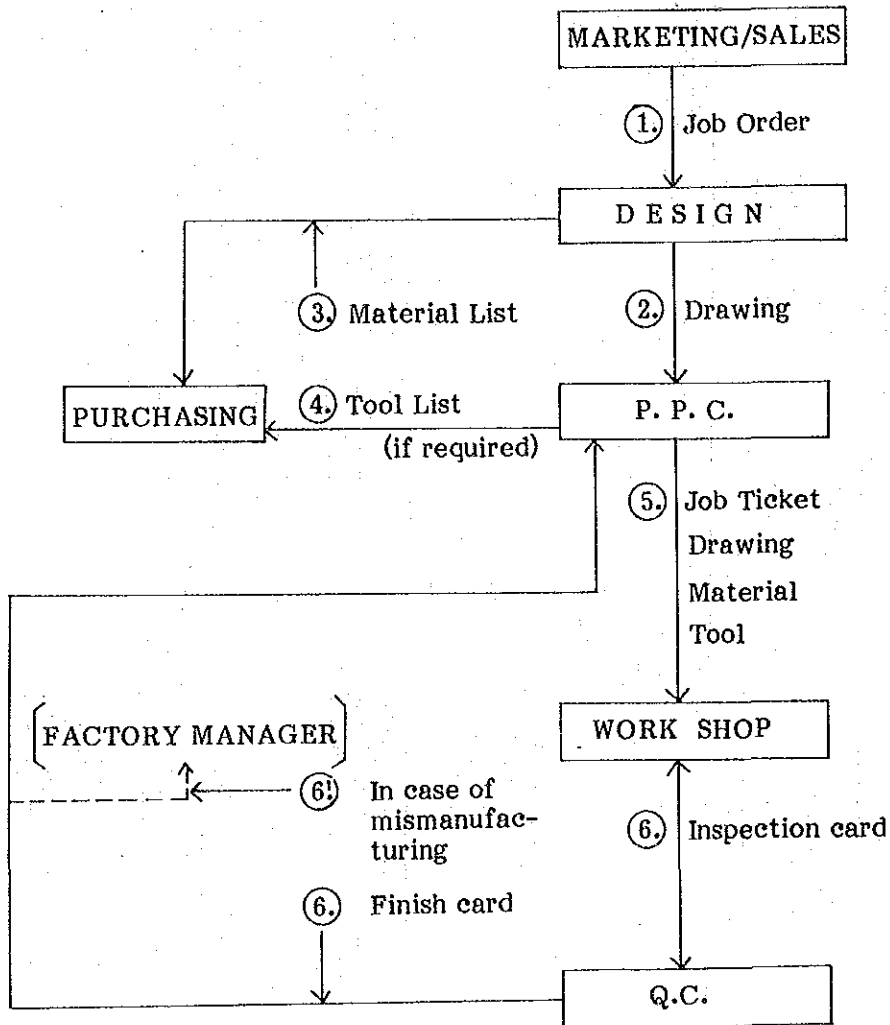 MARKETING/SALES
1. Job Order
DESIGN
3. Material List
2. Drawing
PURCHASING
4. Tool List
(if required)
P. P. C.
5. Job Ticket
Drawing
Material
Tool
(FACTORY MANAGER)
WORK SHOP
6! In case of
mismanufac-
turing
6. Inspection card
6. Finish card
Q.C.